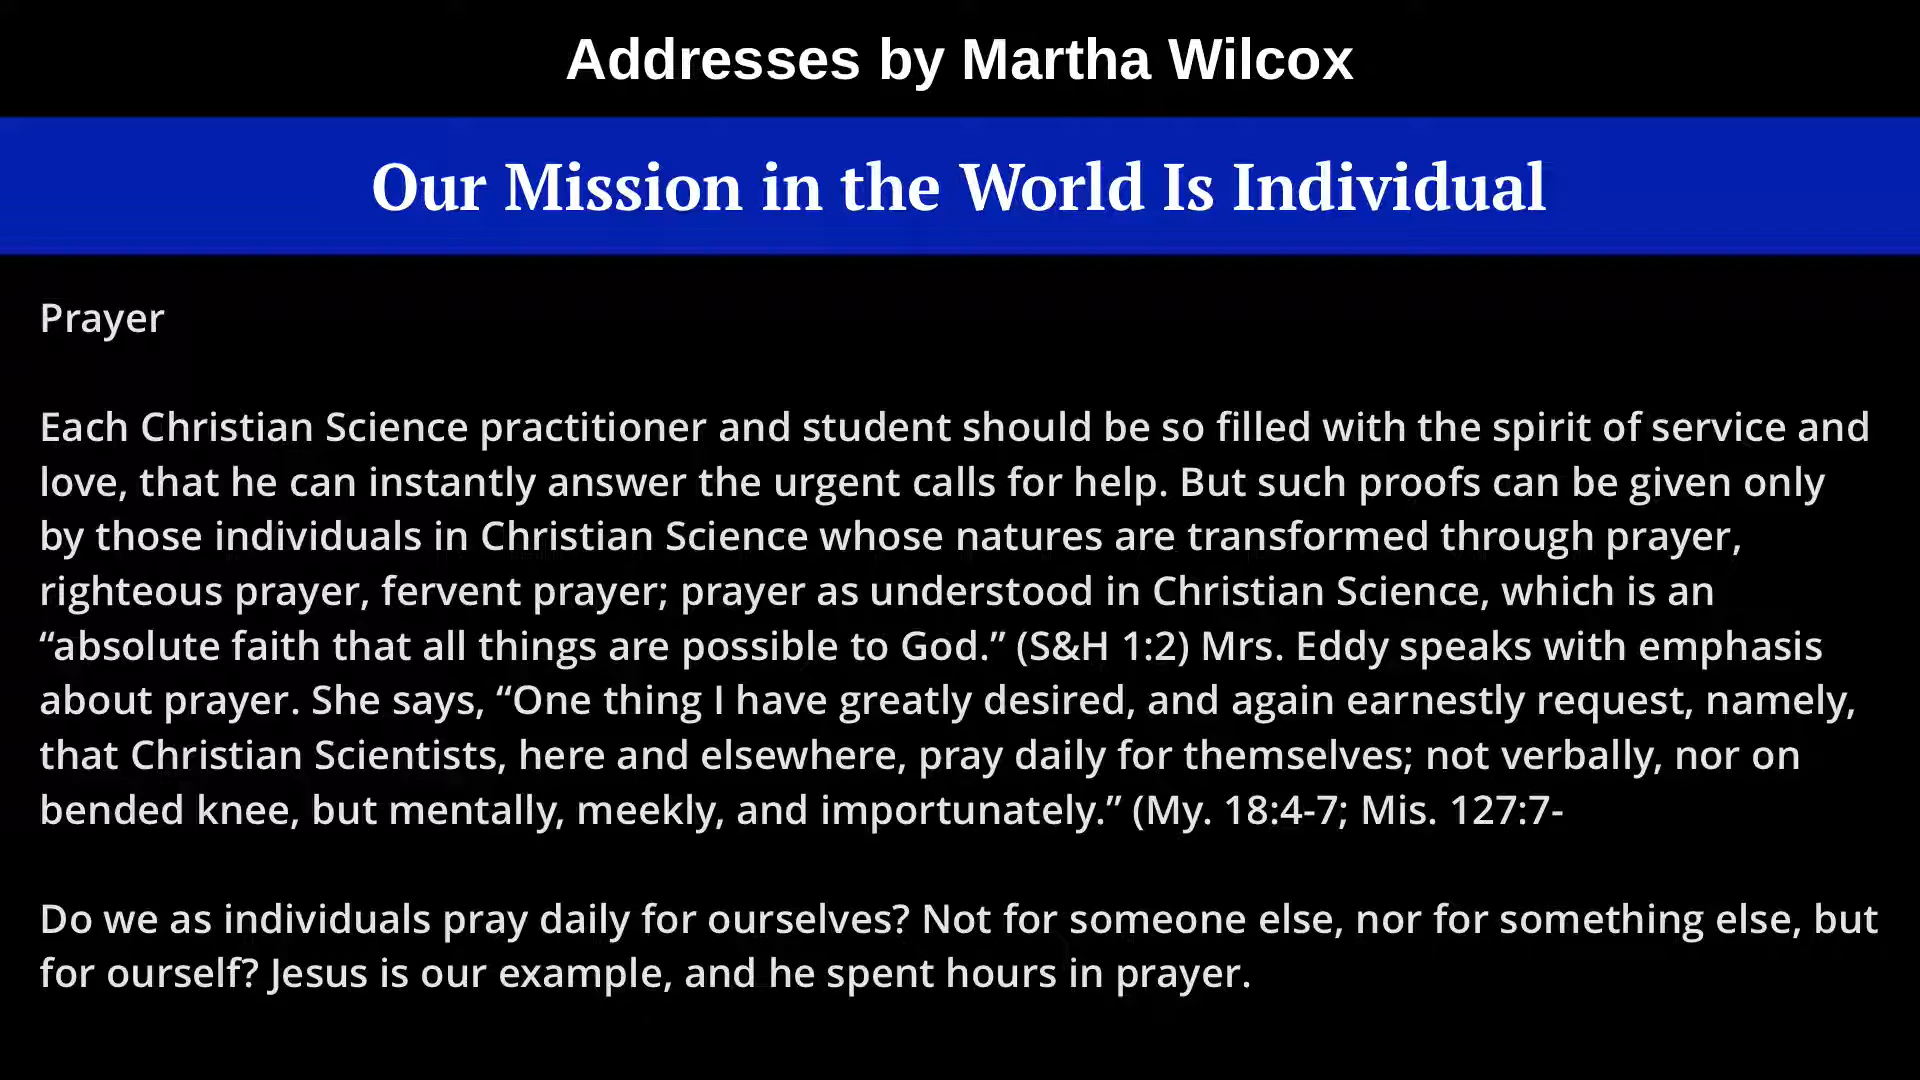 Addresses by Martha Wilcox
Our Mission in the World Is Individual
Prayer
Each Christian Science practitioner and student should be so filled with the spirit of service and
love, that he can instantly answer the urgent calls for help. But such proofs can be given only
by those individuals in Christian Science whose natures are transformed through prayer,
righteous prayer, fervent prayer; prayer as understood in Christian Science, which is an
“absolute faith that all things are possible to God.” (S&H 1:2) Mrs. Eddy speaks with emphasis
about prayer. She says, “One thing I have greatly desired, and again earnestly request, namely,
that Christian Scientists, here and elsewhere, pray daily for themselves; not verbally, nor on
bended knee, but mentally, meekly, and importunately.” (My. 18:4-7; Mis. 127:7-
Do we as individuals pray daily for ourselves? Not for someone else, nor for something else, but
for ourself? Jesus is our example, and he spent hours in prayer.